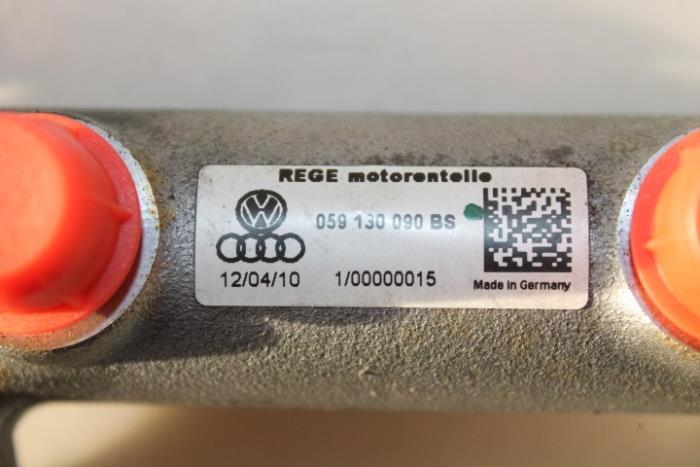 REGE motorenteile
059 130 090 BS
12/04/10 1/00000015
Made in Germany